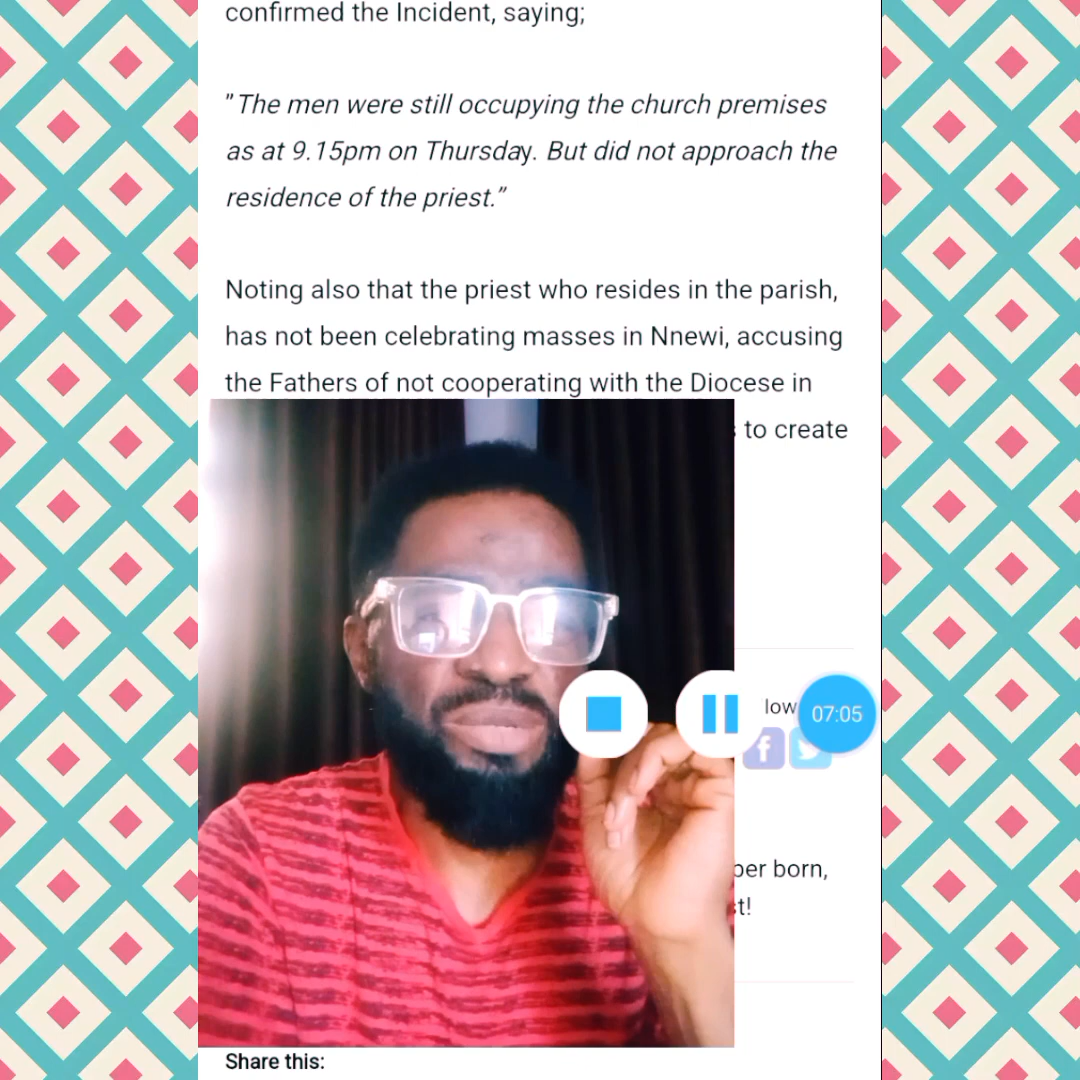 confirmed the Incident, saying;
"The men were still occupying the church premises
as at 9.15pm on Thursday. But did not approach the
residence of the priest.”
Noting also that the priest who resides in the parish,
has not been celebrating masses in Nnewi, accusing
the Fathers of not cooperating with the Diocese in
to create
low
07:05
f
born,
Share this: